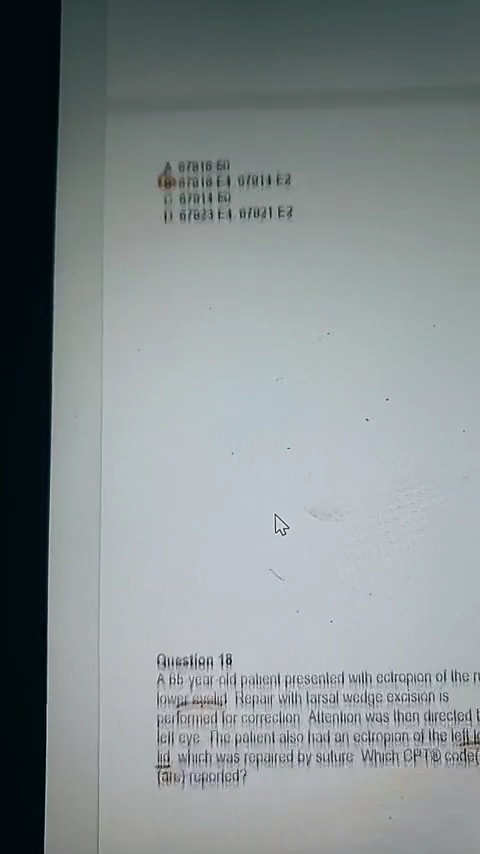 A 67916 50
B 67916 E4, 67914 E2
C 67914 50
D 67923 E4, 67921 E2
Question 18
A 65 year-old patient presented with ectropion of the
lower eyelid. Repair with tarsal wedge excision is
performed for correction. Attention was then directed
left eye. The patient also had an ectropion of the left
lid, which was repaired by suture. Which CPT® code(
(are) reported?